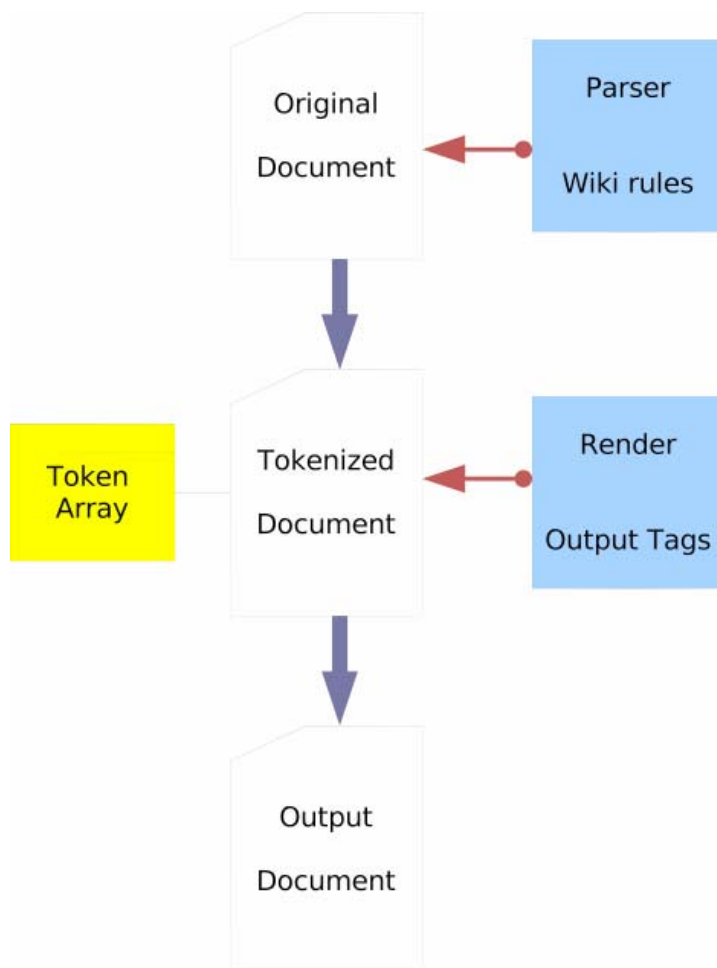 Original
Document
Parser
Wiki rules
Token
Array
Tokenized
Document
Render
Output Tags
Output
Document